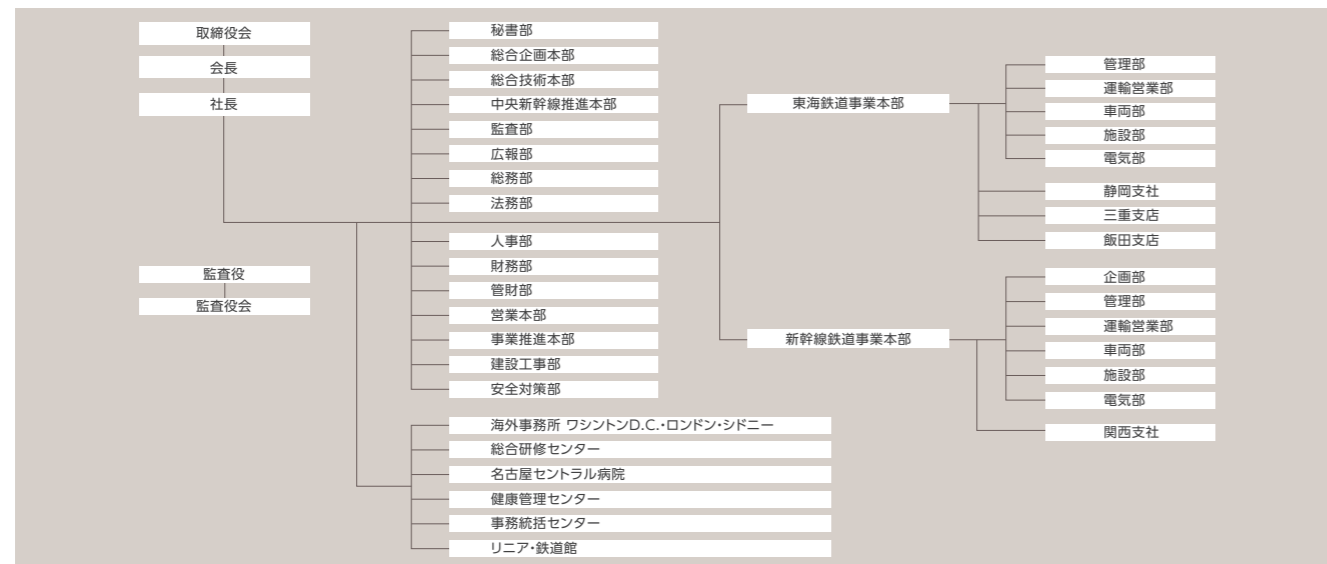 取締役会
会長
社長
監査役
監査役会
秘書部
総合企画本部
総合技術本部
中央新幹線推進本部
監査部
広報部
総務部
法務部
人事部
財務部
管財部
営業本部
事業推進本部
建設工事部
安全対策部
海外事務所 ワシントンD.C.・ロンドン・シドニー
総合研修センター
名古屋セントラル病院
健康管理センター
事務統括センター
リニア・鉄道館
東海鉄道事業本部
管理部
運輸営業部
車両部
施設部
電気部
静岡支社
三重支店
飯田支店
新幹線鉄道事業本部
企画部
管理部
運輸営業部
車両部
施設部
電気部
関西支社